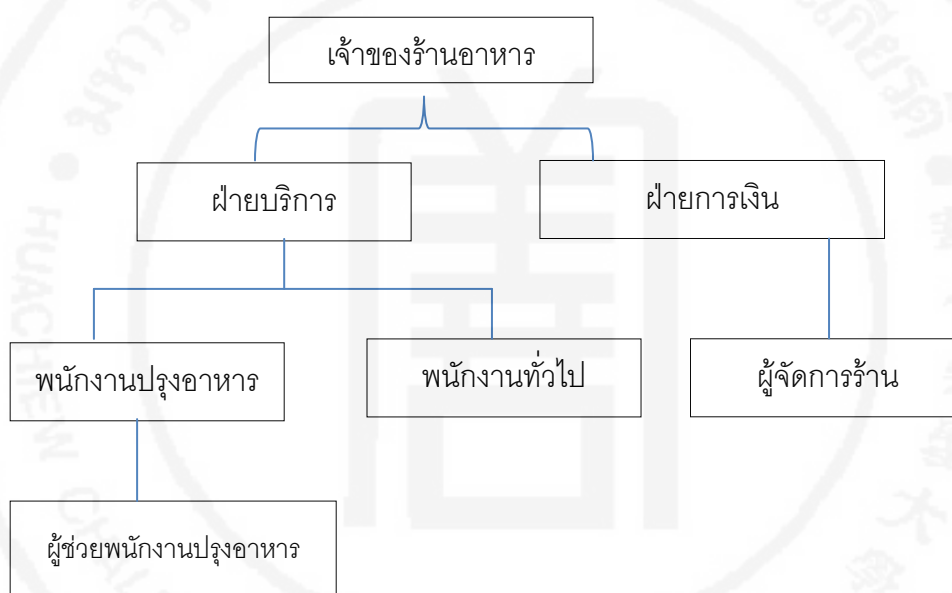 เจ้าของร้านอาหาร
ฝ่ายบริการ
ฝ่ายการเงิน
พนักงานปรุงอาหาร
พนักงานทั่วไป
ผู้จัดการร้าน
ผู้ช่วยพนักงานปรุงอาหาร
HUACHIEW